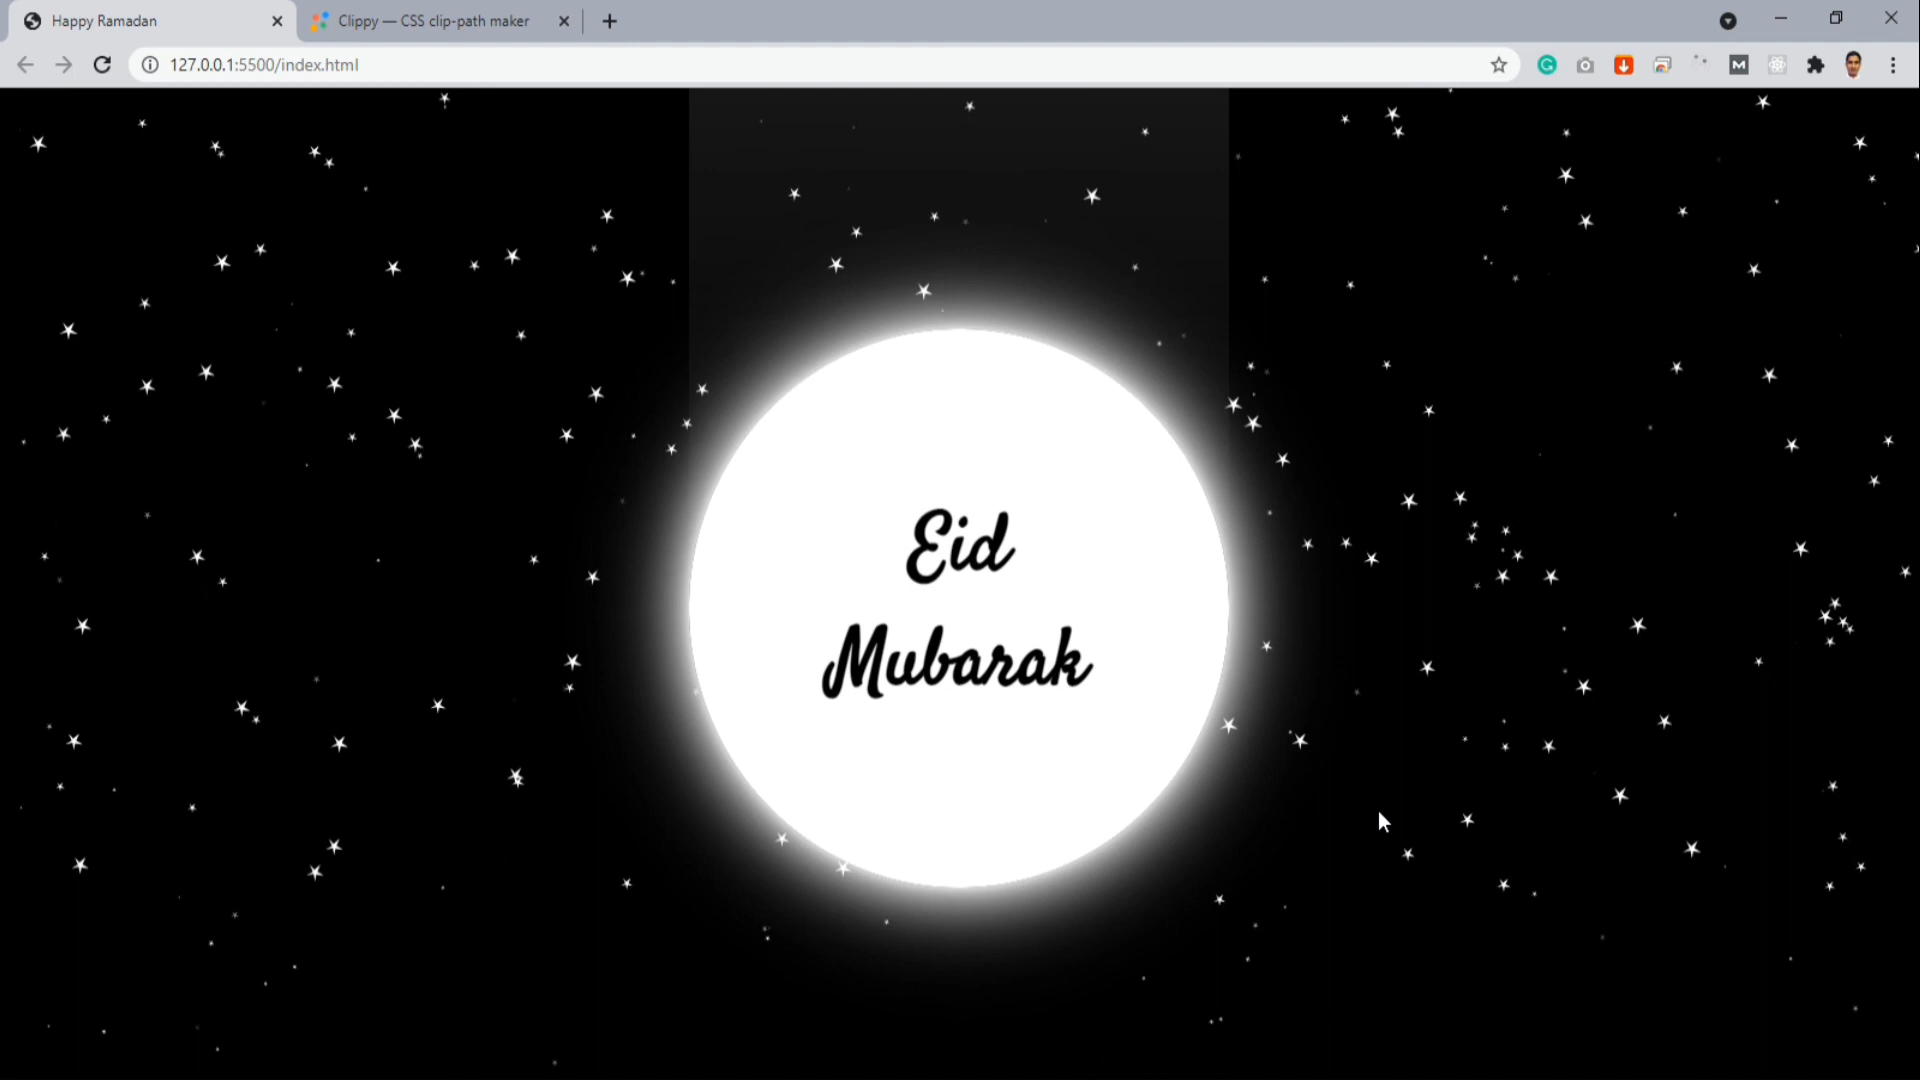 Happy Ramadan
Clippy — CSS clip-path maker
127.0.0.1:5500/index.html
Eid
Mubarak